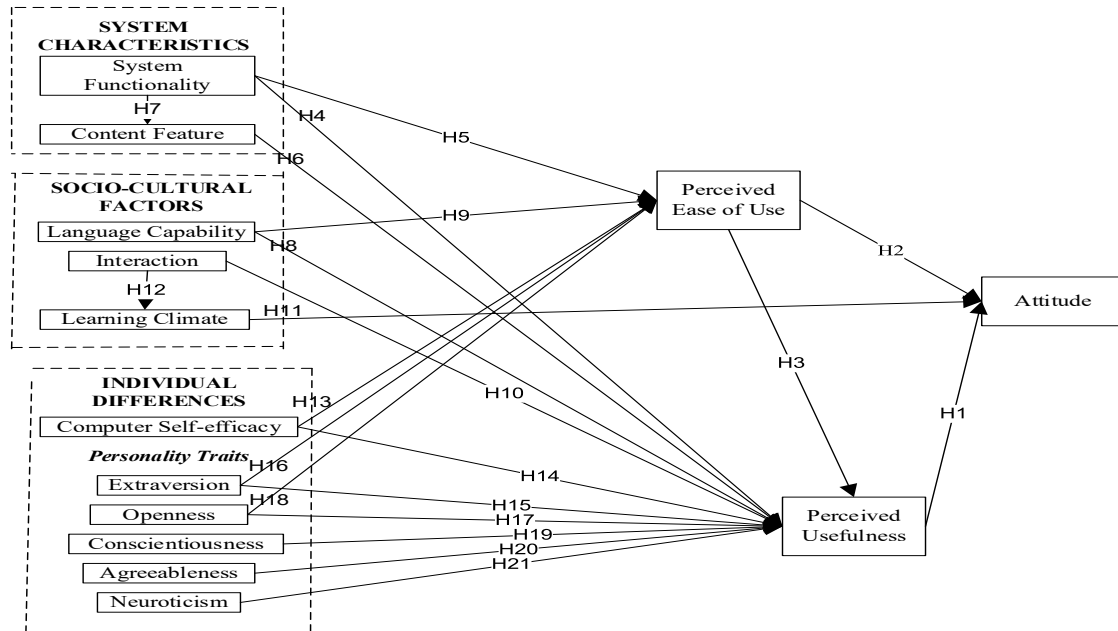 SYSTEM
CHARACTERISTICS
System
Functionality
H7
Content Feature
H4
H5
H6
SOCIO-CULTURAL
FACTORS
Language Capability
H9
H8
Interaction
H12
Learning Climate
H11
Perceived
Ease of Use
H2
Attitude
H3
H1
H10
INDIVIDUAL
DIFFERENCES
H13
Computer Self-efficacy
Personality Traits
H16
H14
Extraversion
H15
H18
Openness
H17
Conscientiousness
H19
H20
Agreeableness
H21
Neuroticism
Perceived
Usefulness